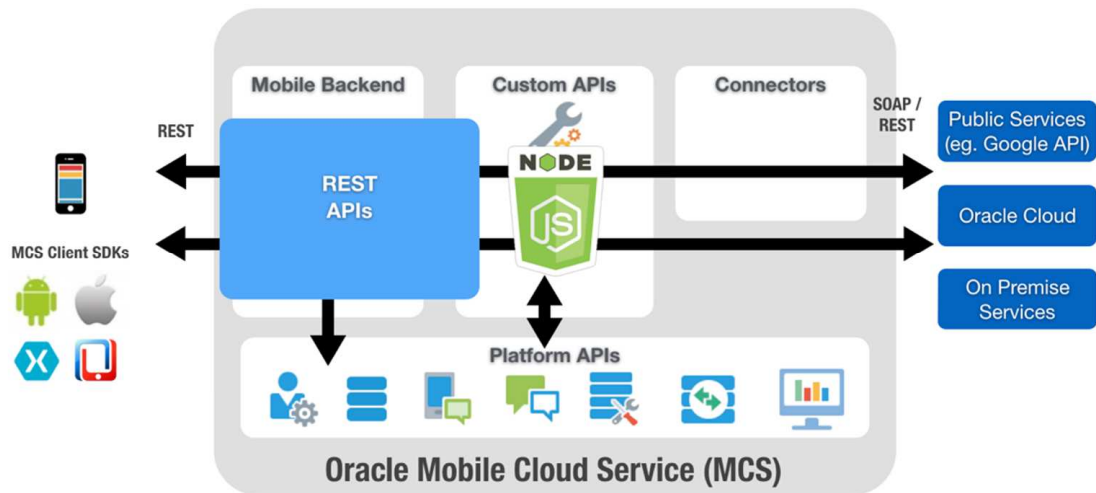 Mobile Backend
Custom APIs
Connectors
REST
SOAP /
REST
REST
APIs
NODE
JS
Public Services
(eg. Google API)
Oracle Cloud
On Premise
Services
MCS Client SDKs
X
Platform APIs
Oracle Mobile Cloud Service (MCS)